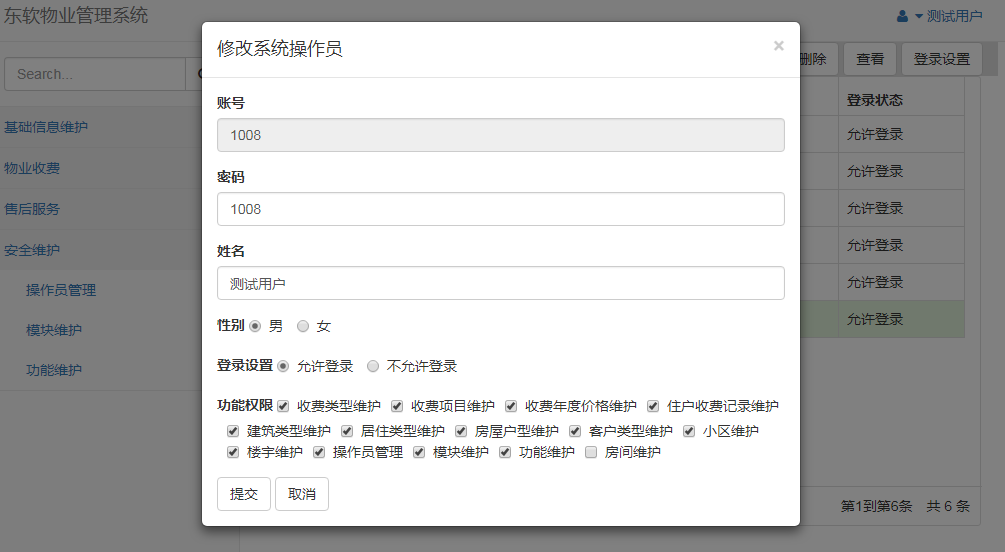 东软物业管理系统
测试用户
Search...
删除 查看 登录设置
基础信息维护
物业收费
售后服务
安全维护
操作员管理
模块维护
功能维护
修改系统操作员
×
账号
1008
密码
1008
姓名
测试用户
性别 男 女
登录设置 允许登录 不允许登录
功能权限 收费类型维护 收费项目维护 收费年度价格维护 住户收费记录维护
建筑类型维护 居住类型维护 房屋户型维护 客户类型维护 小区维护
楼宇维护 操作员管理 模块维护 功能维护 房间维护
提交 取消
登录状态
允许登录
允许登录
允许登录
允许登录
允许登录
允许登录
第1到第6条 共 6 条